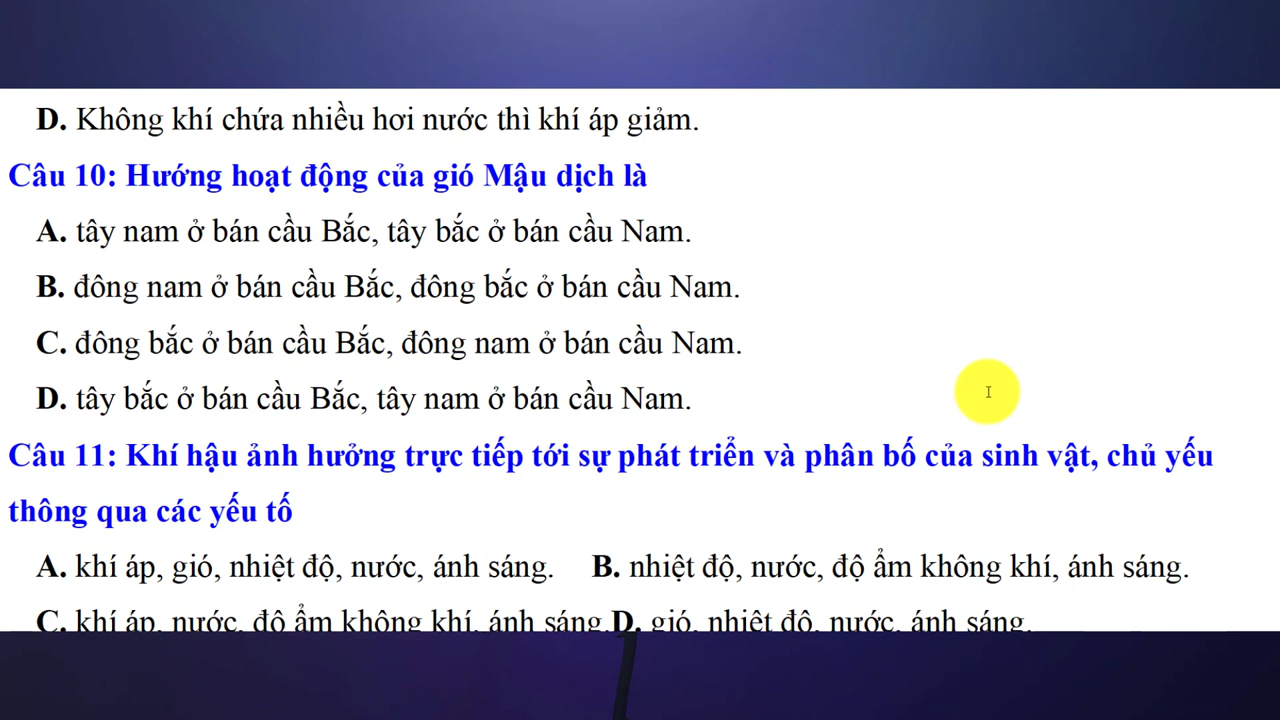 D. Không khí chứa nhiều hơi nước thì khí áp giảm.
Câu 10: Hướng hoạt động của gió Mậu dịch là
A. tây nam ở bán cầu Bắc, tây bắc ở bán cầu Nam.
B. đông nam ở bán cầu Bắc, đông bắc ở bán cầu Nam.
C. đông bắc ở bán cầu Bắc, đông nam ở bán cầu Nam.
D. tây bắc ở bán cầu Bắc, tây nam ở bán cầu Nam.
Câu 11: Khí hậu ảnh hưởng trực tiếp tới sự phát triển và phân bố của sinh vật, chủ yếu
thông qua các yếu tố
A. khí áp, gió, nhiệt độ, nước, ánh sáng. B. nhiệt độ, nước, độ ẩm không khí, ánh sáng.
C. khí áp, nước, độ ẩm không khí, ánh sáng. D. gió, nhiệt độ, nước, ánh sáng.